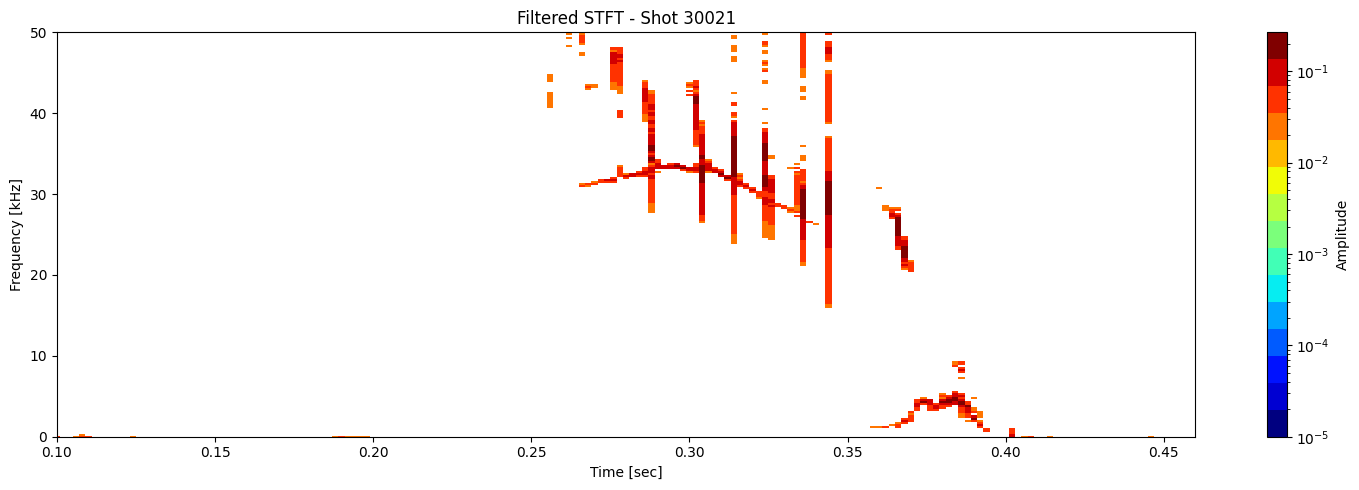 Filtered STFT - Shot 30021
50
40
30
20
10
0
Frequency [kHz]
0.10 0.15 0.20 0.25 0.30 0.35 0.40 0.45
Time [sec]
10⁻¹
10⁻²
10⁻³
10⁻⁴
10⁻⁵
Amplitude